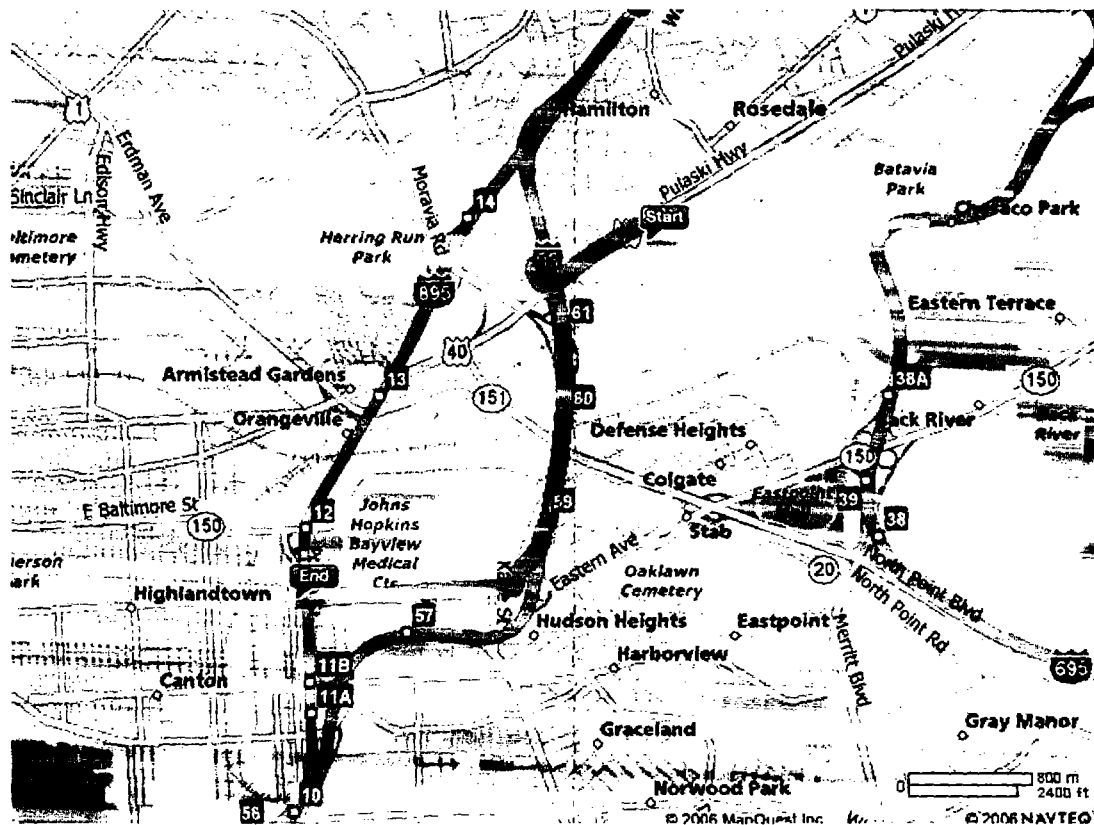 1
Pulaski H
Hamilton
Rosedale
Erdman Ave
Edison Hwy
Pulaski Hwy
Moravia Rd
Batavia
Park
Sinclair Ln
14
Start
Herring Run
Park
895
61
Eastern Terrace
40
13
Armistead Gardens
151
60
38A
150
Orangeville
Defense Heights
150
Colgate
E Baltimore St
150
59
39
38
12
Johns
Hopkins
Bayview
Medical
Ctr
Stab
Eastern Ave
20
North Point Blvd
North Point Rd
End
Oaklawn
Cemetery
Highlandtown
57
Hudson Heights
Eastpoint
Merritt Blvd
11B
Harborview
695
Canton
11A
Graceland
Gray Manor
10
56
Norwood Park
0
800 m
2400 ft
© 2006 MapQuest Inc
© 2006 NAVTEQ